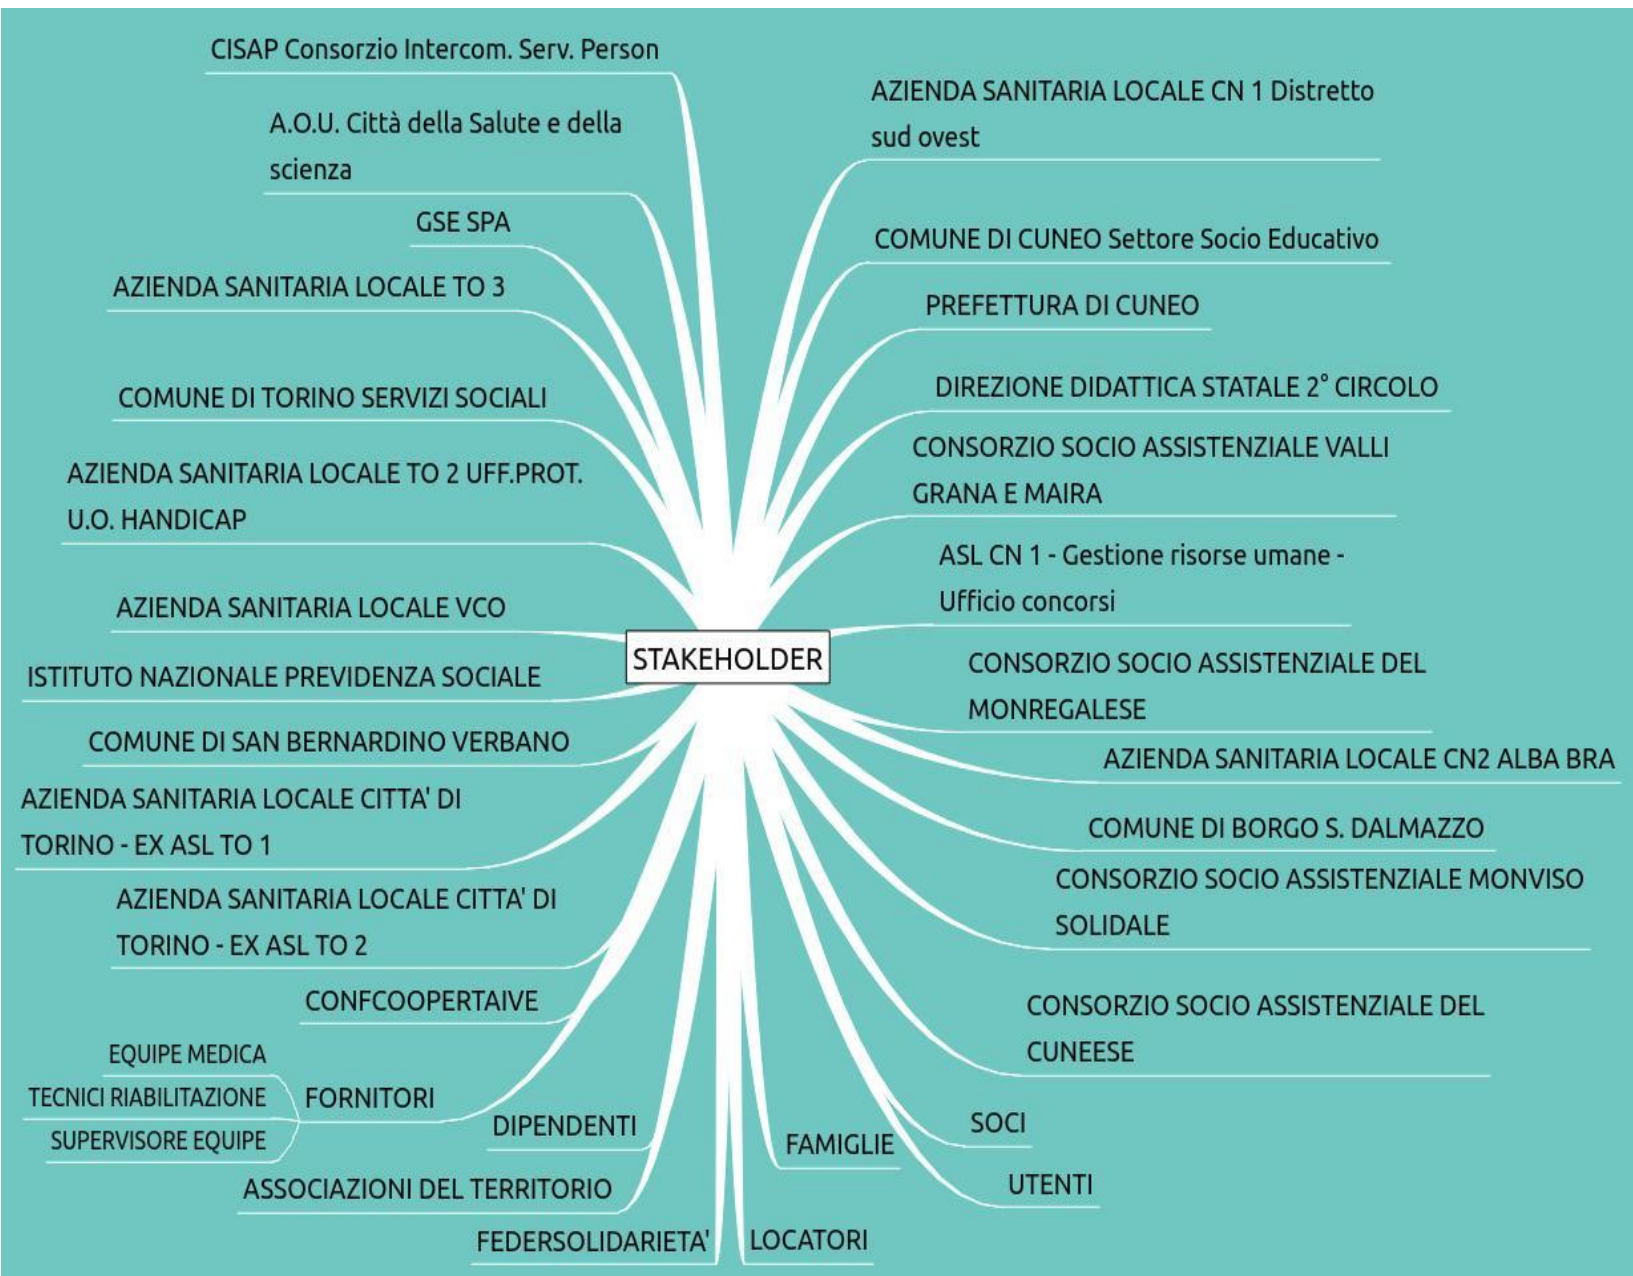 CISAP Consorzio Intercom. Serv. Person
A.O.U. Città della Salute e della
scienza
GSE SPA
AZIENDA SANITARIA LOCALE TO 3
COMUNE DI TORINO SERVIZI SOCIALI
AZIENDA SANITARIA LOCALE TO 2 UFF.PROT.
U.O. HANDICAP
AZIENDA SANITARIA LOCALE VCO
ISTITUTO NAZIONALE PREVIDENZA SOCIALE
COMUNE DI SAN BERNARDINO VERBANO
AZIENDA SANITARIA LOCALE CITTA' DI
TORINO - EX ASL TO 1
AZIENDA SANITARIA LOCALE CITTA' DI
TORINO - EX ASL TO 2
CONFCOOPERTAIVE
EQUIPE MEDICA
TECNICI RIABILITAZIONE
SUPERVISORE EQUIPE
FORNITORI
DIPENDENTI
ASSOCIAZIONI DEL TERRITORIO
FEDERSOLIDARIETA'
STAKEHOLDER
AZIENDA SANITARIA LOCALE CN 1 Distretto
sud ovest
COMUNE DI CUNEO Settore Socio Educativo
PREFETTURA DI CUNEO
DIREZIONE DIDATTICA STATALE 2° CIRCOLO
CONSORZIO SOCIO ASSISTENZIALE VALLI
GRANA E MAIRA
ASL CN 1 - Gestione risorse umane -
Ufficio concorsi
CONSORZIO SOCIO ASSISTENZIALE DEL
MONREGALESE
AZIENDA SANITARIA LOCALE CN2 ALBA BRA
COMUNE DI BORGO S. DALMAZZO
CONSORZIO SOCIO ASSISTENZIALE MONVISO
SOLIDALE
CONSORZIO SOCIO ASSISTENZIALE DEL
CUNEESE
SOCI
UTENTI
FAMIGLIE
LOCATORI